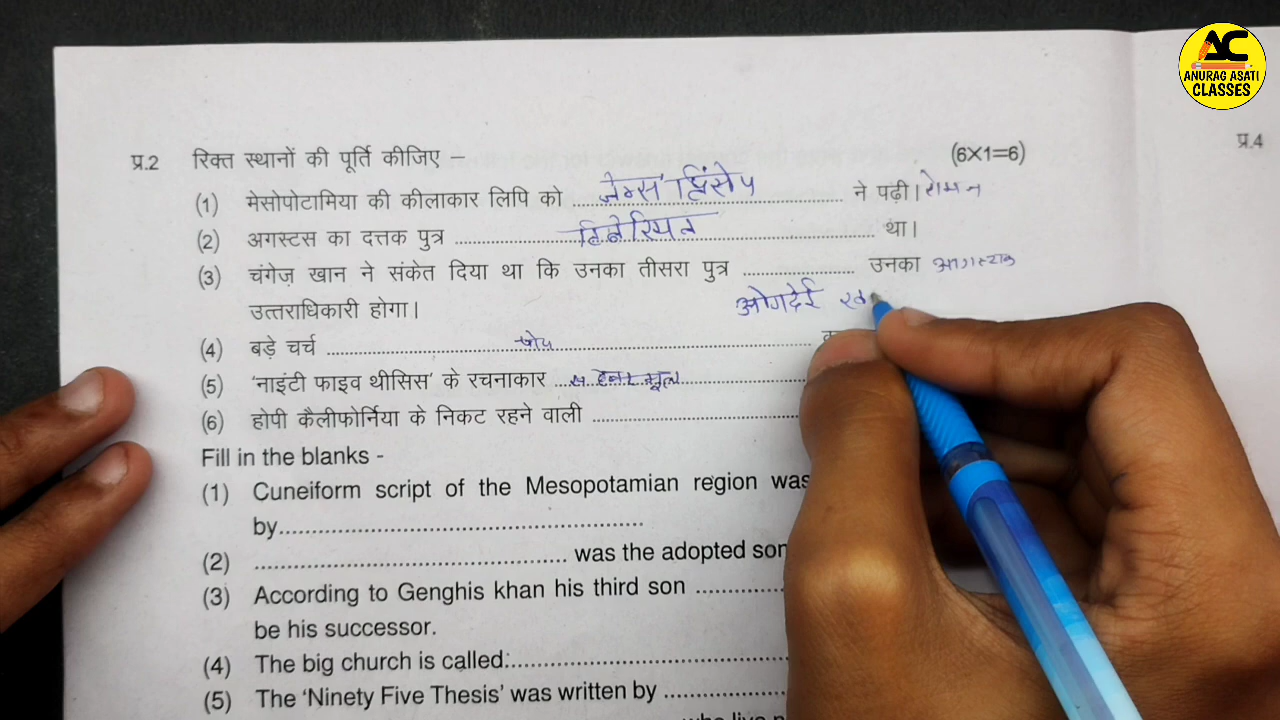 AC
ANURAG ASATI
CLASSES
प्र.4
प्र.2 रिक्त स्थानों की पूर्ति कीजिए – (6X1=6)
(1) मेसोपोटामिया की कीलाकार लिपि को जेम्स प्रिंसेप ने पढ़ी। रोमन
(2) अगस्टस का दत्तक पुत्र टिबेरियन था।
(3) चंगेज़ खान ने संकेत दिया था कि उनका तीसरा पुत्र .................... उनका
उत्तराधिकारी होगा। ओगदेई
(4) बड़े चर्च पोप
(5) 'नाइंटी फाइव थीसिस' के रचनाकार
(6) होपी कैलीफोर्निया के निकट रहने वाली ....................
Fill in the blanks -
(1) Cuneiform script of the Mesopotamian region was
by....................
(2) .................... was the adopted son
(3) According to Genghis khan his third son ....................
be his successor.
(4) The big church is called:....................
(5) The 'Ninety Five Thesis' was written by ....................